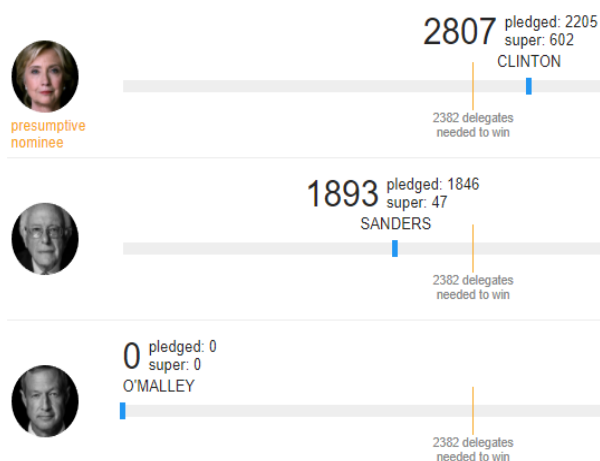 2807 pledged: 2205
super: 602
CLINTON
presumptive
nominee
2382 delegates
needed to win
1893 pledged: 1846
super: 47
SANDERS
2382 delegates
needed to win
0 pledged: 0
super: 0
O'MALLEY
2382 delegates
needed to win